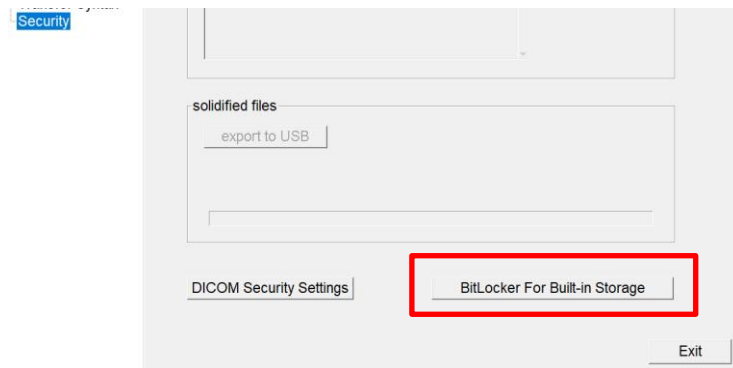 Security
solidified files
export to USB
DICOM Security Settings
BitLocker For Built-in Storage
Exit